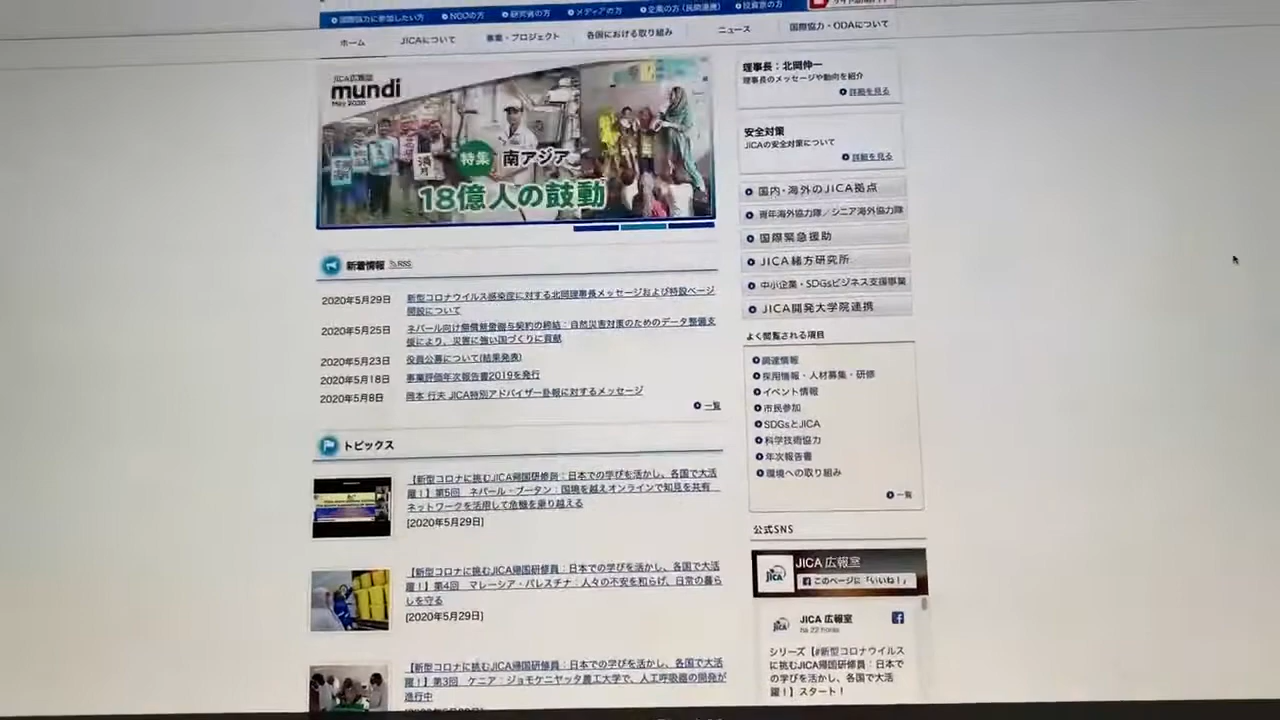 国際協力に参加したい方 NGOの方 研究者の方 メディアの方 企業の方（民間連携） 投資家の方
ホーム JICAについて 事業・プロジェクト 各国における取り組み ニュース 国際協力・ODAについて
JICA広報誌
mundi
May 2020
特集 南アジア
18億人の鼓動
理事長：北岡伸一
理事長のメッセージや動向を紹介
詳細を見る
安全対策
JICAの安全対策について
詳細を見る
国内・海外のJICA拠点
青年海外協力隊／シニア海外協力隊
国際緊急援助
JICA緒方研究所
中小企業・SDGsビジネス支援事業
JICA開発大学院連携
新着情報 RSS
2020年5月29日 新型コロナウイルス感染症に対する北岡理事長メッセージおよび特設ページ
開設について
2020年5月25日 ネパール向け無償資金贈与契約の締結：自然災害対策のためのデータ整備支
援により、災害に強い国づくりに貢献
2020年5月23日 役員公募について(結果発表)
2020年5月18日 事業評価年次報告書2019を発行
2020年5月8日 岡本 行夫 JICA特別アドバイザー訃報に対するメッセージ
一覧
よく閲覧される項目
調達情報
採用情報・人材募集・研修
イベント情報
市民参加
SDGsとJICA
科学技術協力
年次報告書
環境への取り組み
一覧
トピックス
【新型コロナに挑むJICA帰国研修員：日本での学びを活かし、各国で大活
躍！】第5回 ネパール・ブータン：国境を越えオンラインで知見を共有
ネットワークを活用して危機を乗り越える
[2020年5月29日]
【新型コロナに挑むJICA帰国研修員：日本での学びを活かし、各国で大活
躍！】第4回 マレーシア・パレスチナ：人々の不安を和らげ、日常の暮ら
しを守る
[2020年5月29日]
【新型コロナに挑むJICA帰国研修員：日本での学びを活かし、各国で大活
躍！】第3回 ケニア：ジョモケニヤッタ農工大学で、人工呼吸器の開発が
進行中
公式SNS
JICA 広報室
このページに「いいね！」
JICA 広報室
há 22 horas
シリーズ【#新型コロナウイルス
に挑むJICA帰国研修員：日本で
の学びを活かし、各国で大活
躍！】スタート！